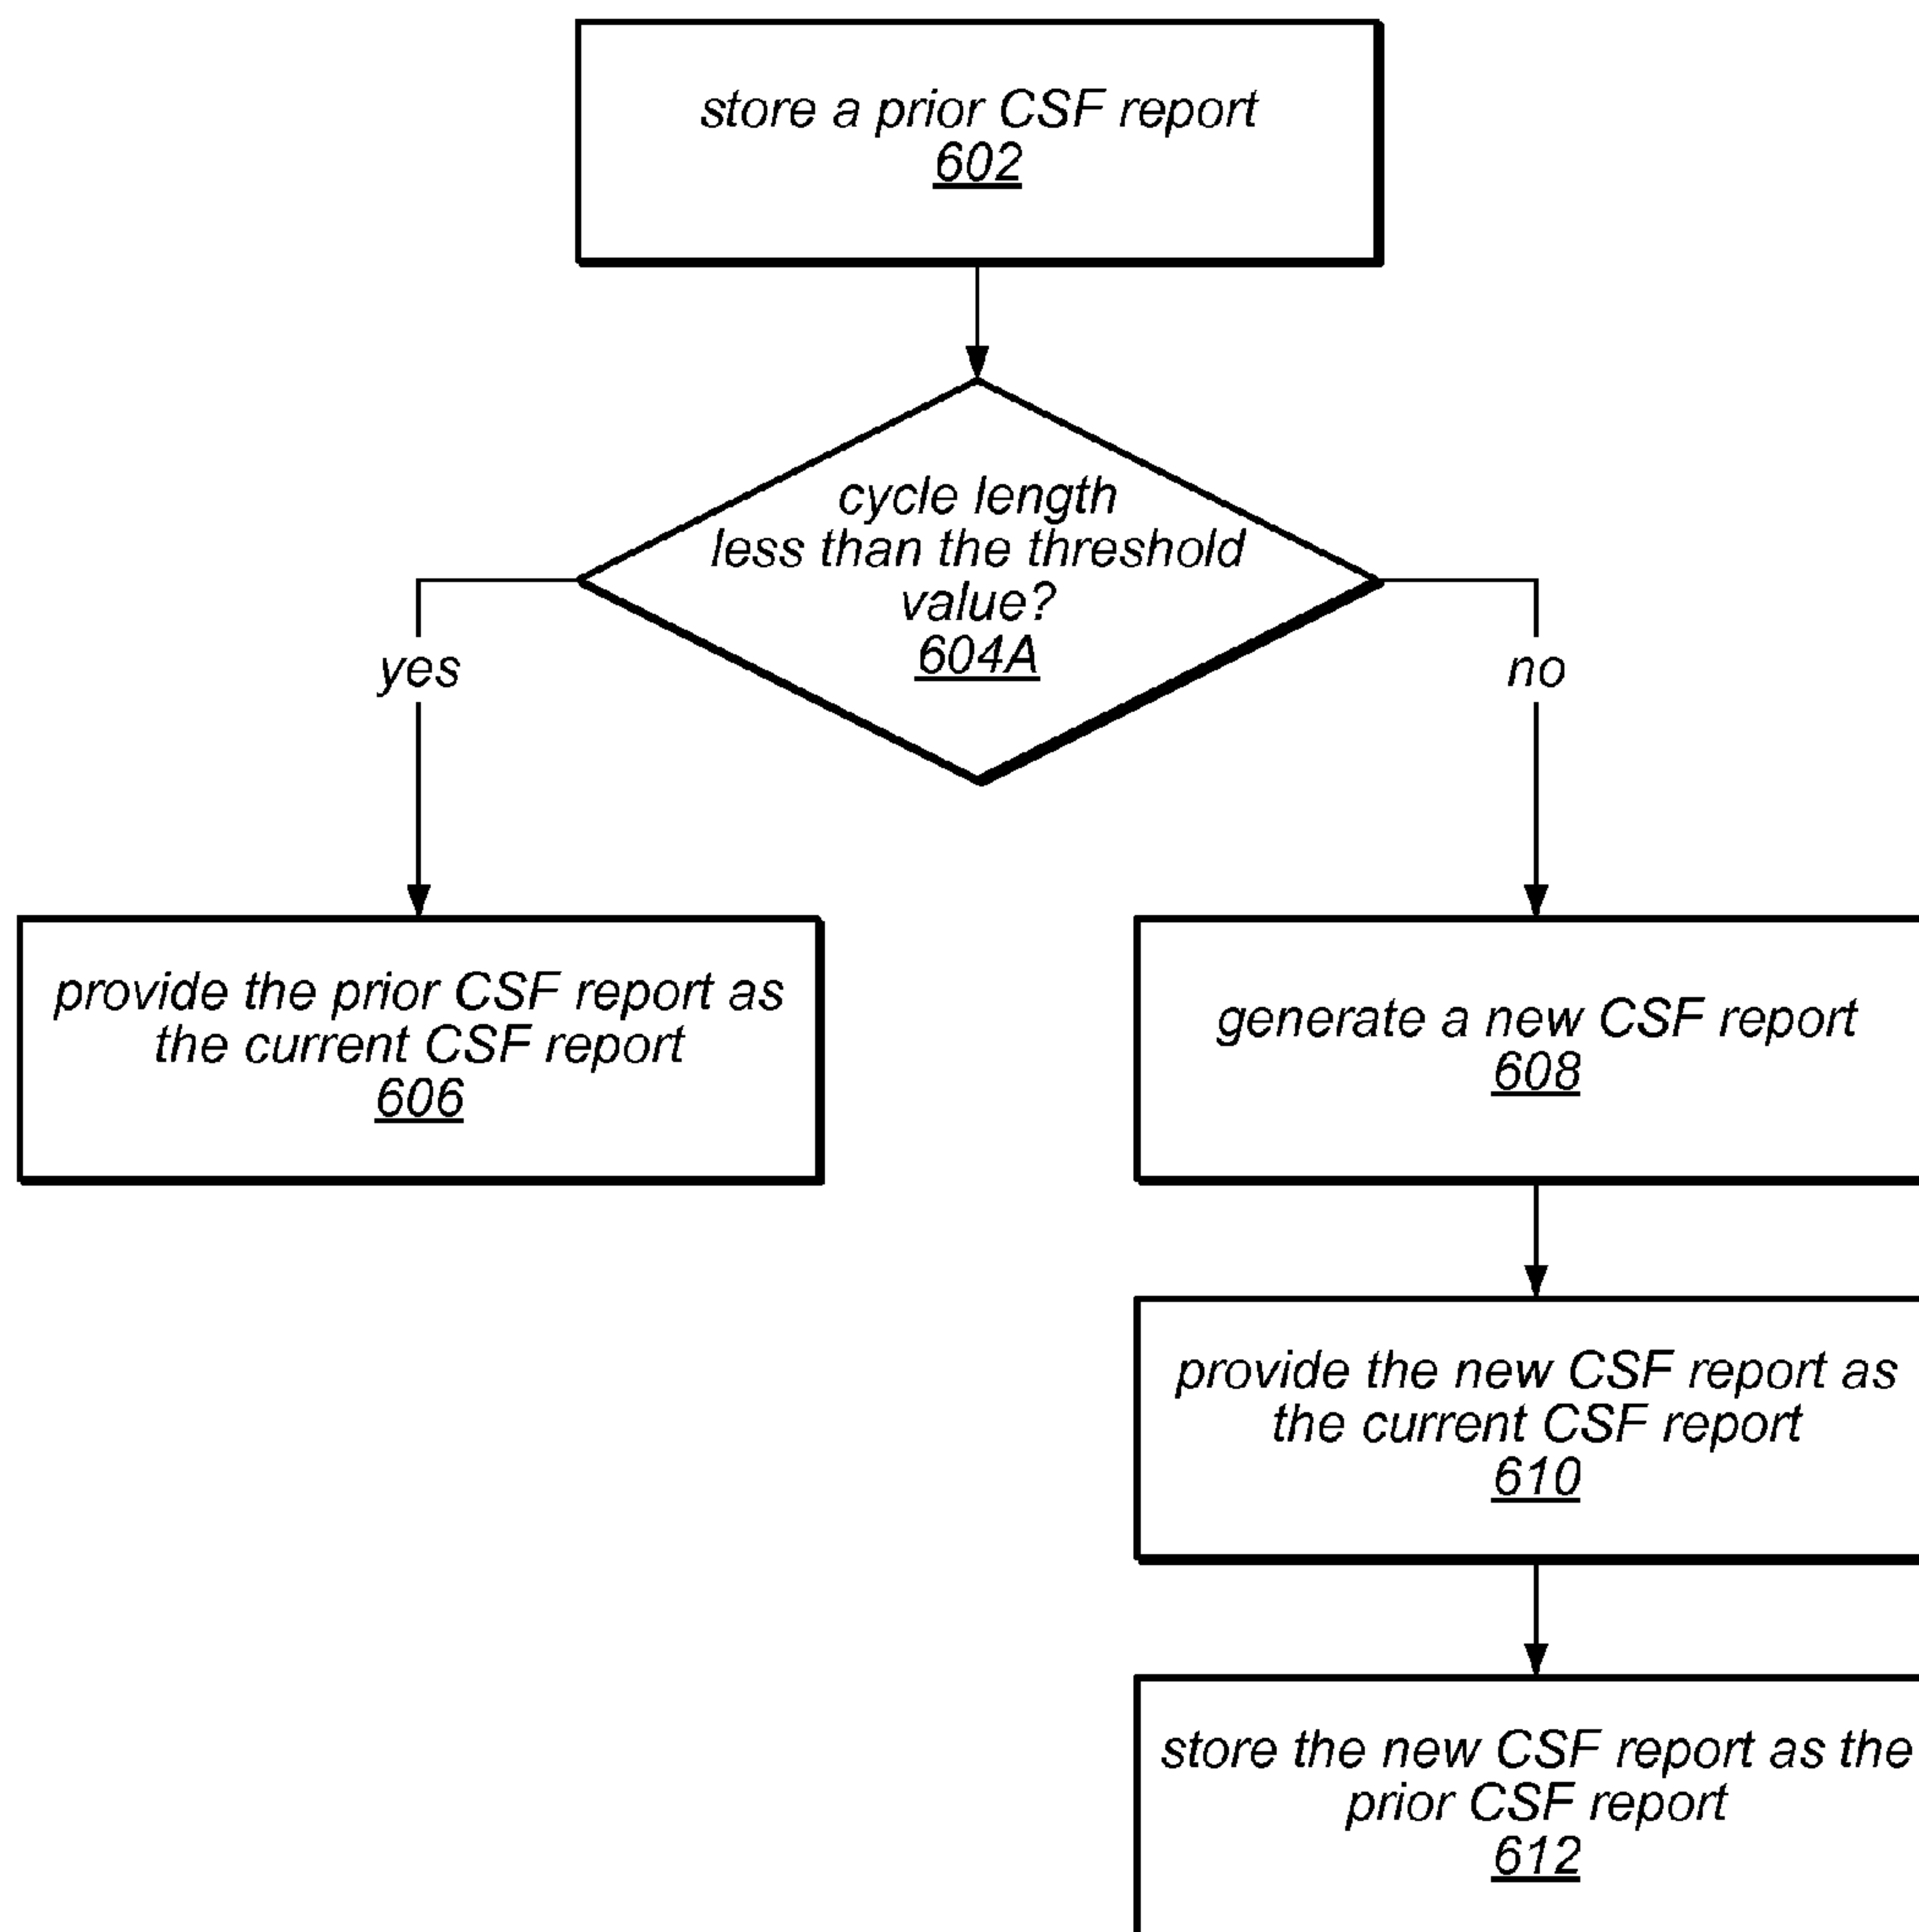 store a prior CSF report
602
cycle length
less than the threshold
value?
604A
yes
no
provide the prior CSF report as
the current CSF report
606
generate a new CSF report
608
provide the new CSF report as
the current CSF report
610
store the new CSF report as the
prior CSF report
612